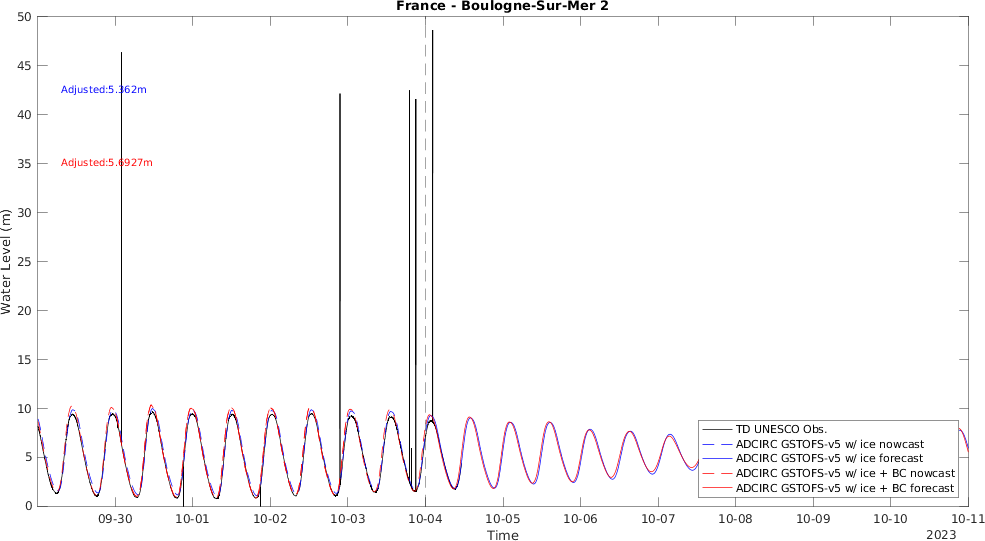 France - Boulogne-Sur-Mer 2
50
45
40
35
30
25
20
15
10
5
0
Water Level (m)
Adjusted:5.362m
Adjusted:5.6927m
TD UNESCO Obs.
ADCIRC GSTOFS-v5 w/ ice nowcast
ADCIRC GSTOFS-v5 w/ ice forecast
ADCIRC GSTOFS-v5 w/ ice + BC nowcast
ADCIRC GSTOFS-v5 w/ ice + BC forecast
09-30 10-01 10-02 10-03 10-04 10-05 10-06 10-07 10-08 10-09 10-10 10-11
Time
2023